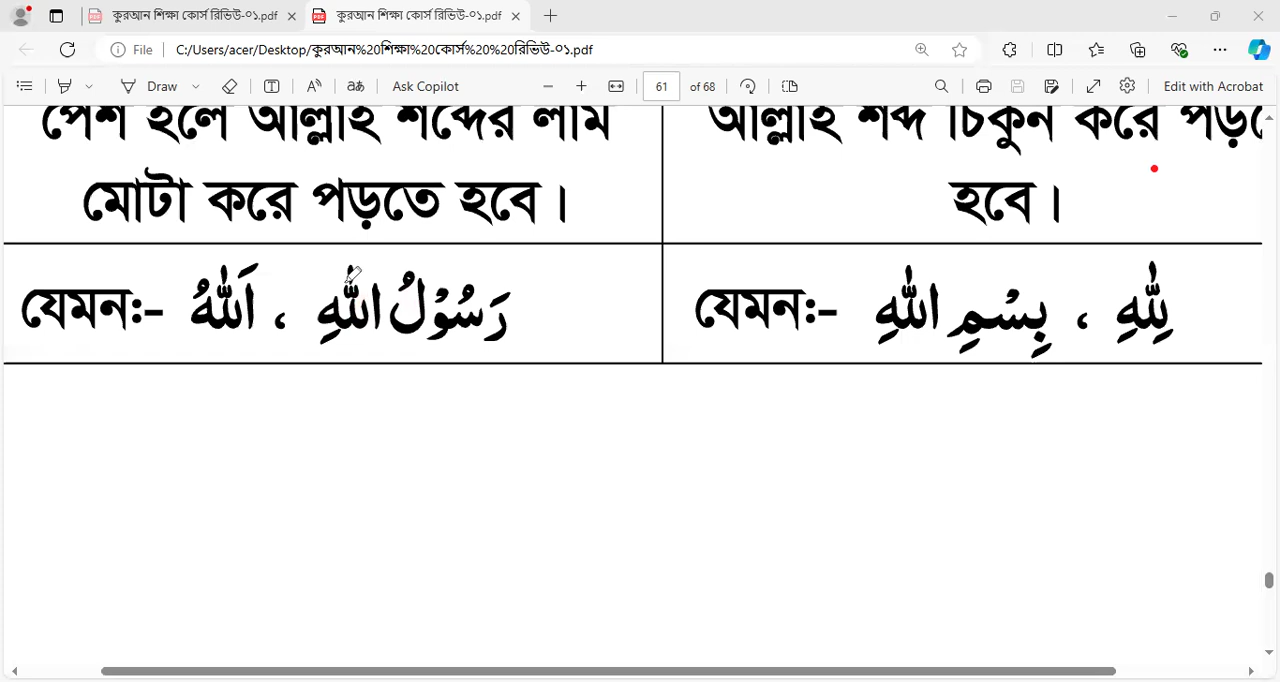 কুরআন শিক্ষা কোর্স রিভিউ-০১.pdf
কুরআন শিক্ষা কোর্স রিভিউ-০১.pdf
File C:/Users/acer/Desktop/কুরআন%20শিক্ষা%20কোর্স%20%20রিভিউ-০১.pdf
Draw Ask Copilot 61 of 68 Edit with Acrobat
পেশ হলে আল্লাহ শব্দের লাম
মোটা করে পড়তে হবে।
আল্লাহ শব্দ চিকুন করে পড়তে
হবে।
যেমনঃ- اَللّٰهُ ، رَسُوْلُ اللّٰهِ
যেমনঃ- لِلّٰهِ ، بِسْمِ اللّٰهِ